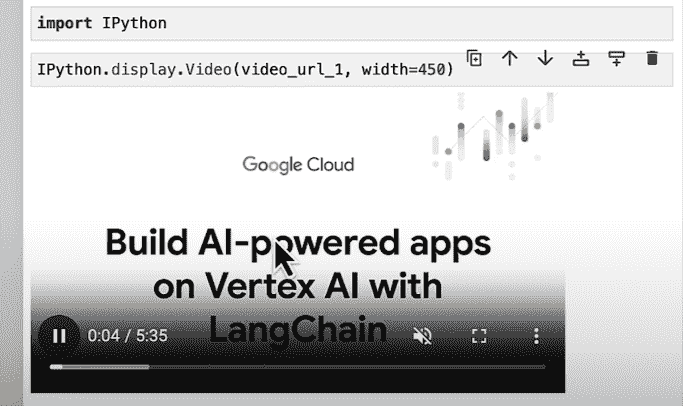 import IPython
IPython.display.Video(video_url_1, width=450)
Google Cloud
Build AI-powered apps
on Vertex AI with
LangChain
0:04 / 5:35